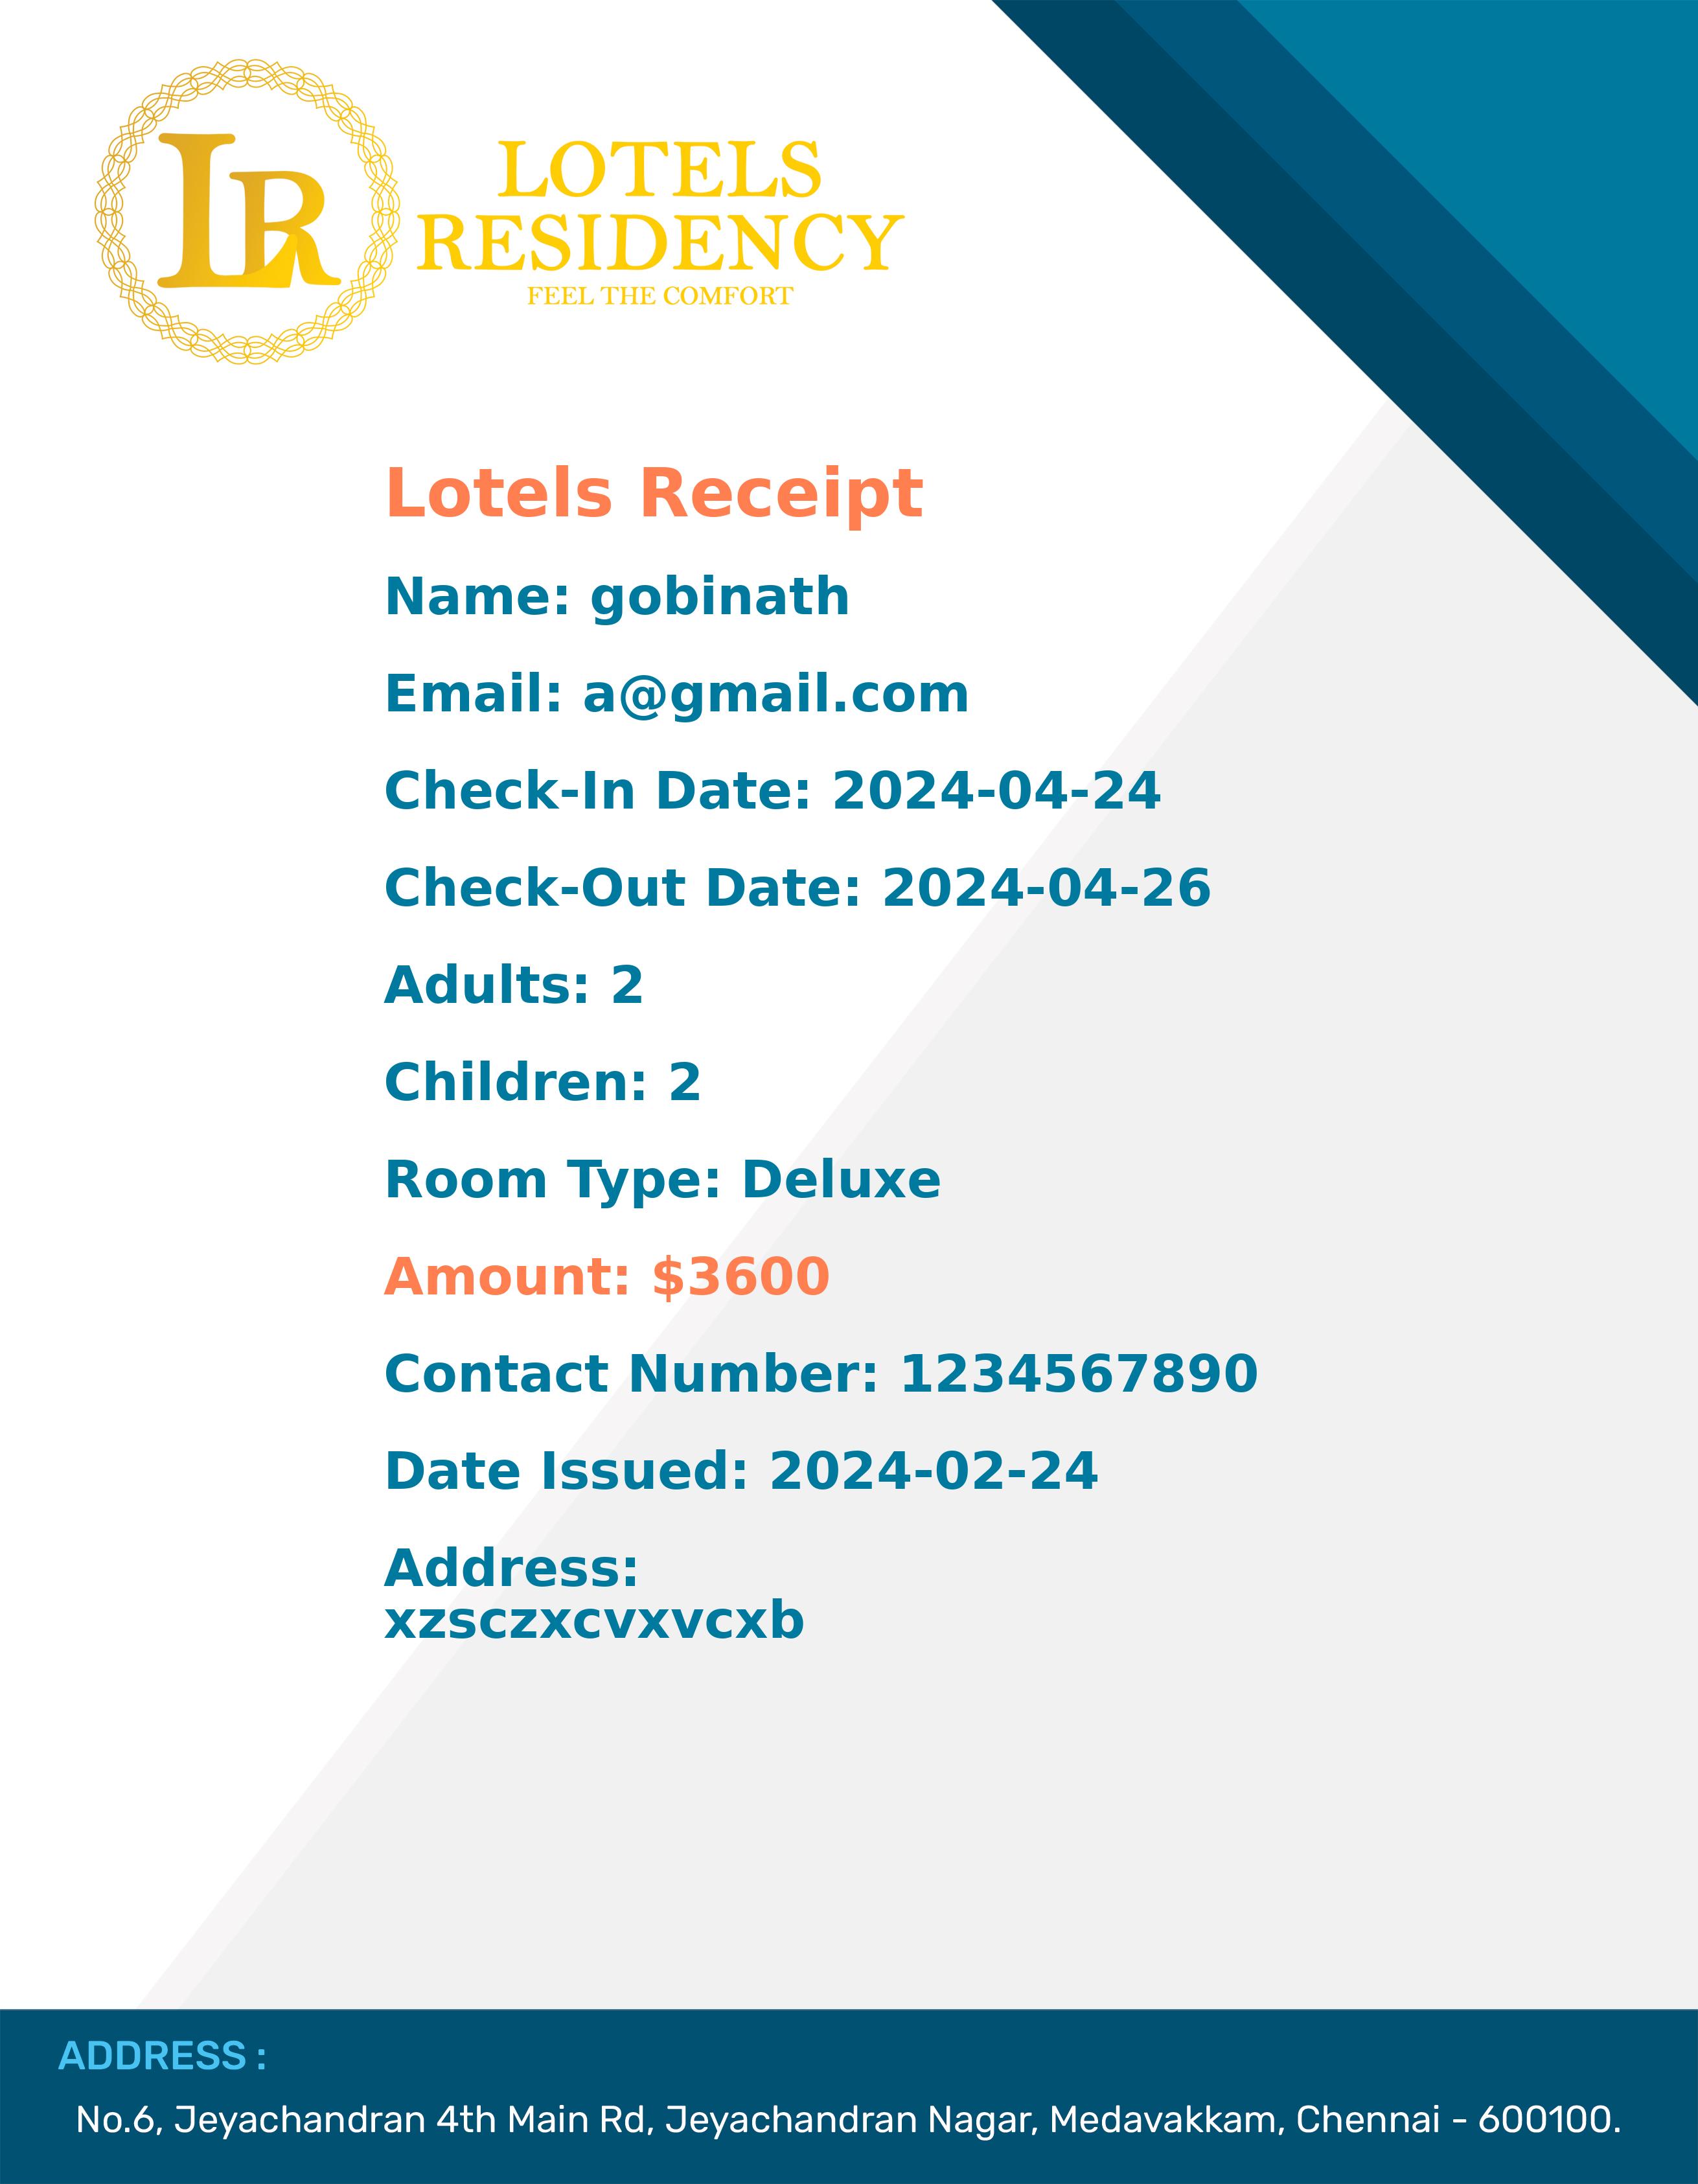 LR
LOTELS
RESIDENCY
FEEL THE COMFORT
Lotels Receipt
Name: gobinath
Email: a@gmail.com
Check-In Date: 2024-04-24
Check-Out Date: 2024-04-26
Adults: 2
Children: 2
Room Type: Deluxe
Amount: $3600
Contact Number: 1234567890
Date Issued: 2024-02-24
Address:
xzsczxcvxvcxb
ADDRESS :
No.6, Jeyachandran 4th Main Rd, Jeyachandran Nagar, Medavakkam, Chennai - 600100.